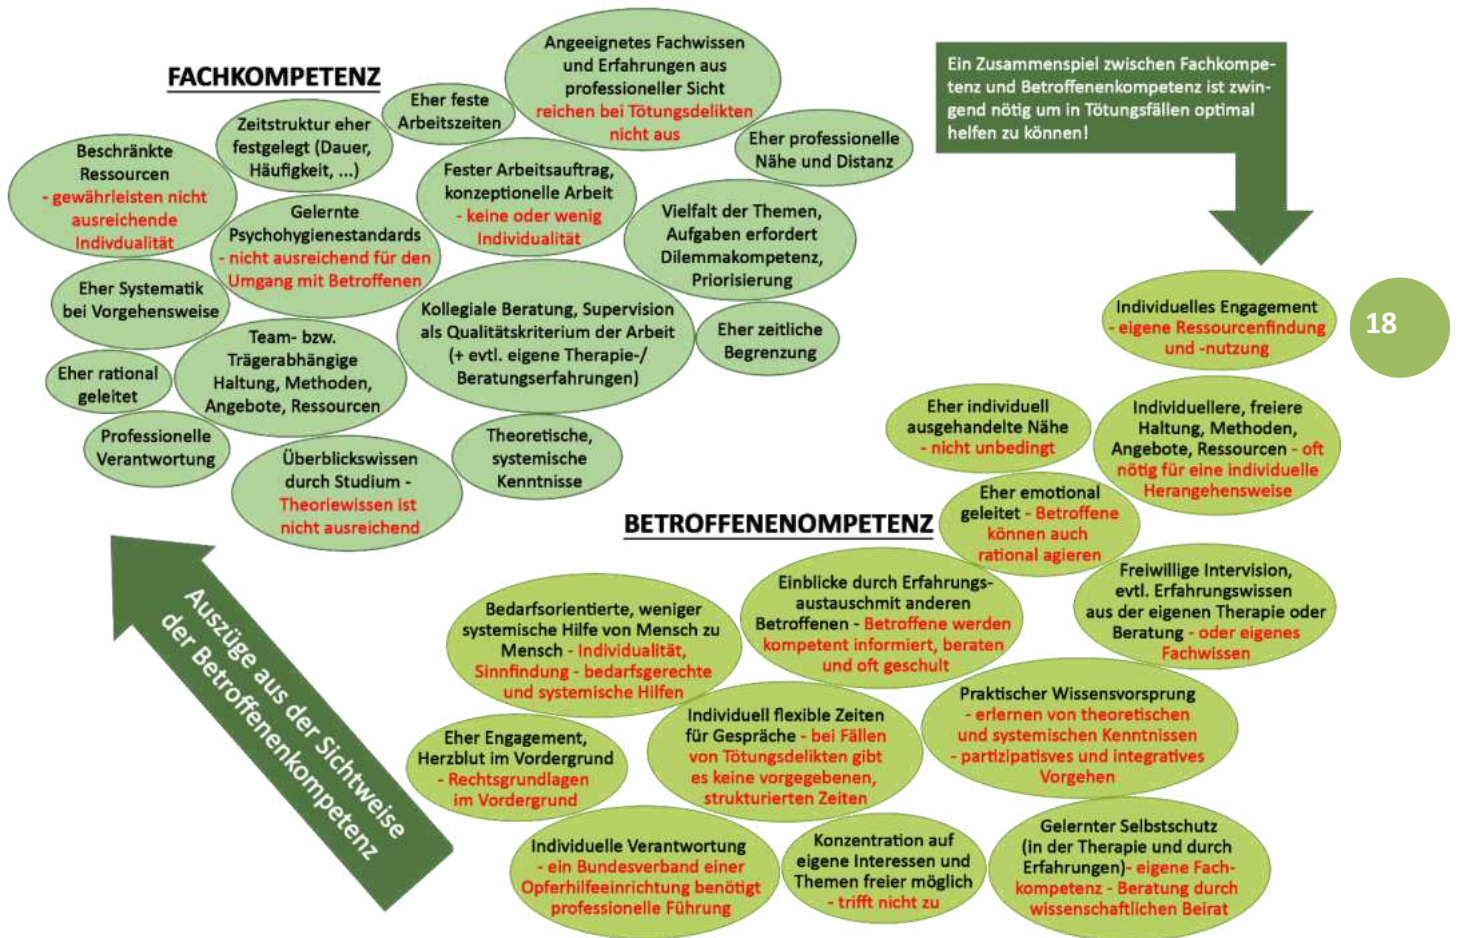 FACHKOMPETENZ
Angeeignetes Fachwissen
und Erfahrungen aus
professioneller Sicht
reichen bei Tötungsdelikten
nicht aus
Eher feste
Arbeitszeiten
Zeitstruktur eher
festgelegt (Dauer,
Häufigkeit, ...)
Eher professionelle
Nähe und Distanz
Beschränkte
Ressourcen
- gewährleisten nicht
ausreichende
Indivdualität
Fester Arbeitsauftrag,
konzeptionelle Arbeit
- keine oder wenig
Individualität
Gelernte
Psychohygienestandards
- nicht ausreichend für den
Umgang mit Betroffenen
Vielfalt der Themen,
Aufgaben erfordert
Dilemmakompetenz,
Priorisierung
Eher Systematik
bei Vorgehensweise
Kollegiale Beratung, Supervision
als Qualitätskriterium der Arbeit
(+ evtl. eigene Therapie-/
Beratungserfahrungen)
Eher zeitliche
Begrenzung
Team- bzw.
Trägerabhängige
Haltung, Methoden,
Angebote, Ressourcen
Eher rational
geleitet
Professionelle
Verantwortung
Überblickswissen
durch Studium -
Theoriewissen ist
nicht ausreichend
Theoretische,
systemische
Kenntnisse
Ein Zusammenspiel zwischen Fachkompe-
tenz und Betroffenenkompetenz ist zwin-
gend nötig um in Tötungsfällen optimal
helfen zu können!
18
Auszüge aus der Sichtweise
der Betroffenenkompetenz
BETROFFENENOMPETENZ
Individuelles Engagement
- eigene Ressourcenfindung
und -nutzung
Eher individuell
ausgehandelte Nähe
- nicht unbedingt
Individuellere, freiere
Haltung, Methoden,
Angebote, Ressourcen - oft
nötig für eine individuelle
Herangehensweise
Eher emotional
geleitet - Betroffene
können auch
rational agieren
Freiwillige Intervision,
evtl. Erfahrungswissen
aus der eigenen Therapie oder
Beratung - oder eigenes
Fachwissen
Einblicke durch Erfahrungs-
austauschmit anderen
Betroffenen - Betroffene werden
kompetent informiert, beraten
und oft geschult
Bedarfsorientierte, weniger
systemische Hilfe von Mensch zu
Mensch - Individualität,
Sinnfindung - bedarfsgerechte
und systemische Hilfen
Praktischer Wissensvorsprung
- erlernen von theoretischen
und systemischen Kenntnissen
- partizipatisves und integratives
Vorgehen
Individuell flexible Zeiten
für Gespräche - bei Fällen
von Tötungsdelikten gibt
es keine vorgegebenen,
strukturierten Zeiten
Eher Engagement,
Herzblut im Vordergrund
- Rechtsgrundlagen
im Vordergrund
Individuelle Verantwortung
- ein Bundesverband einer
Opferhilfeeinrichtung benötigt
professionelle Führung
Konzentration auf
eigene Interessen und
Themen freier möglich
- trifft nicht zu
Gelernter Selbstschutz
(in der Therapie und durch
Erfahrungen)- eigene Fach-
kompetenz - Beratung durch
wissenschaftlichen Beirat